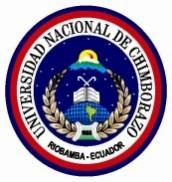 UNIVERSIDAD NACIONAL DE CHIMBORAZO
RIOBAMBA - ECUADOR